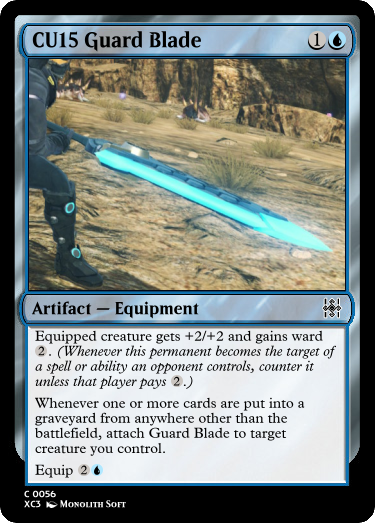 CU15 Guard Blade 1
Artifact — Equipment
Equipped creature gets +2/+2 and gains ward
2. (Whenever this permanent becomes the target
of a spell or ability an opponent controls, counter it
unless that player pays 2.)
Whenever one or more cards are put into a
graveyard from anywhere other than the
battlefield, attach Guard Blade to target
creature you control.
Equip 2
C 0056
XC3 Monolith Soft